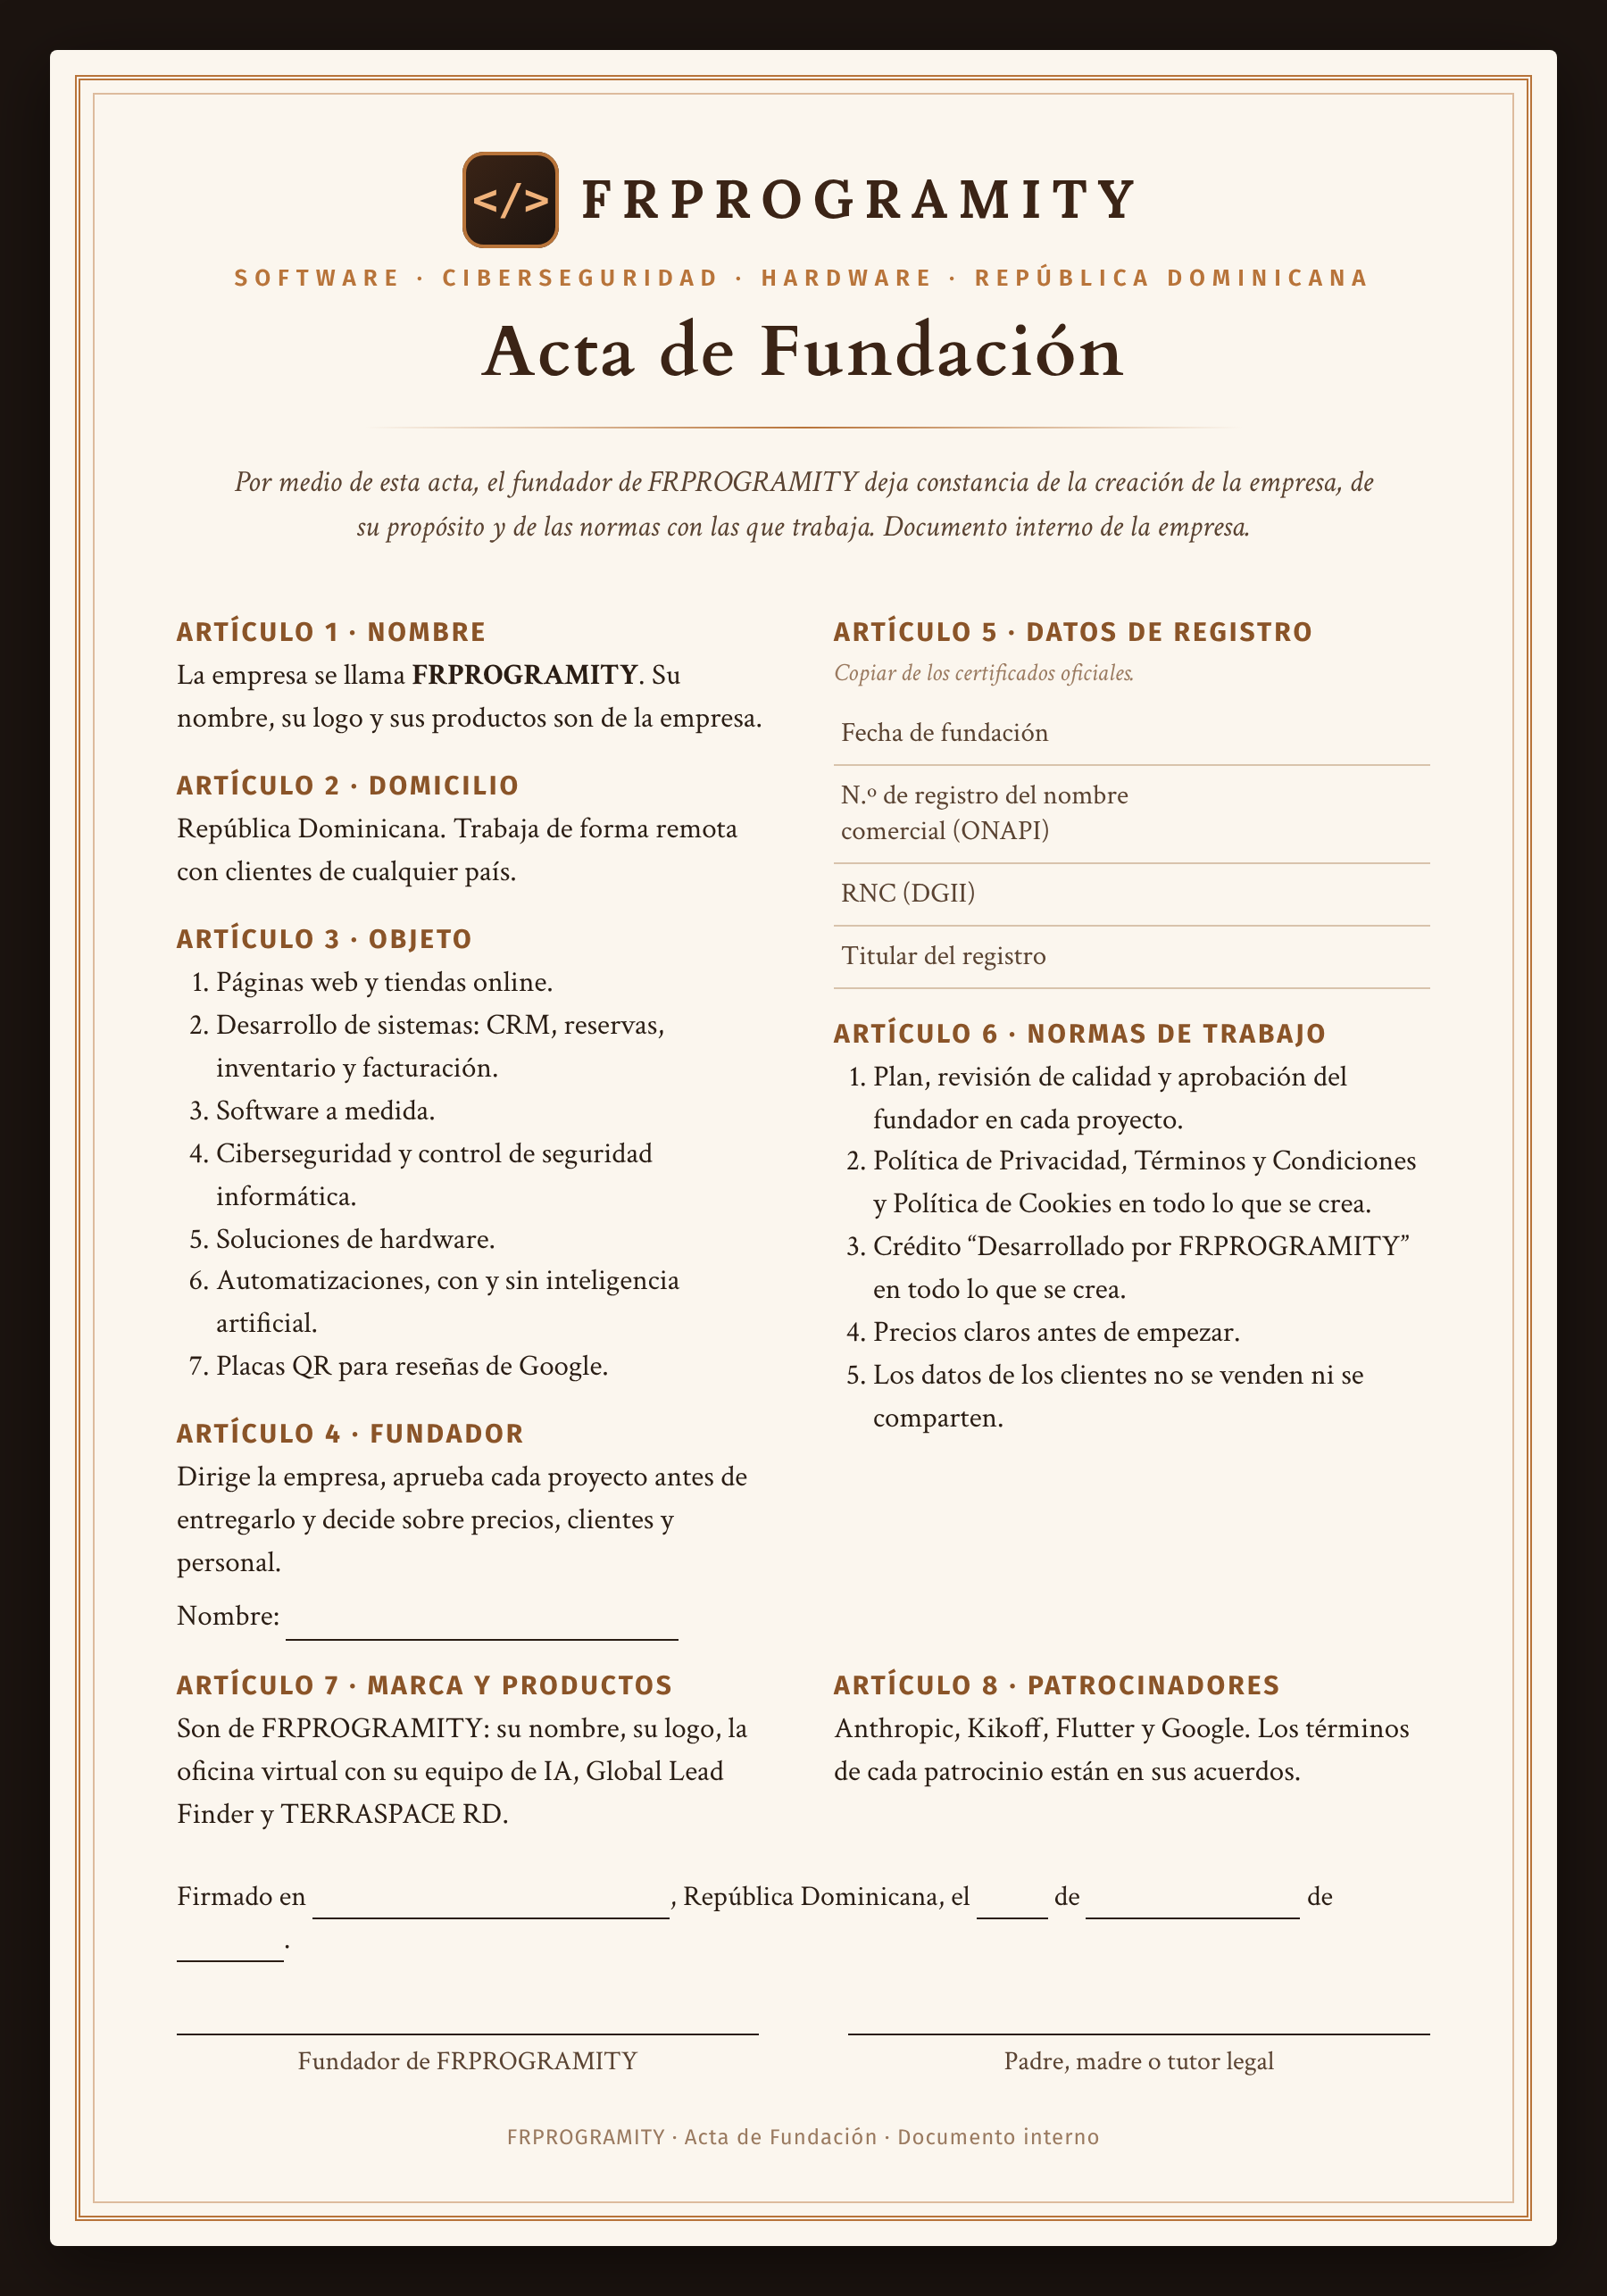 </>
FRPROGRAMITY
SOFTWARE · CIBERSEGURIDAD · HARDWARE · REPÚBLICA DOMINICANA
Acta de Fundación
Por medio de esta acta, el fundador de FRPROGRAMITY deja constancia de la creación de la empresa, de
su propósito y de las normas con las que trabaja. Documento interno de la empresa.
ARTÍCULO 1 · NOMBRE
La empresa se llama FRPROGRAMITY. Su
nombre, su logo y sus productos son de la empresa.
ARTÍCULO 2 · DOMICILIO
República Dominicana. Trabaja de forma remota
con clientes de cualquier país.
ARTÍCULO 3 · OBJETO
1. Páginas web y tiendas online.
2. Desarrollo de sistemas: CRM, reservas,
inventario y facturación.
3. Software a medida.
4. Ciberseguridad y control de seguridad
informática.
5. Soluciones de hardware.
6. Automatizaciones, con y sin inteligencia
artificial.
7. Placas QR para reseñas de Google.
ARTÍCULO 4 · FUNDADOR
Dirige la empresa, aprueba cada proyecto antes de
entregarlo y decide sobre precios, clientes y
personal.
Nombre:
ARTÍCULO 5 · DATOS DE REGISTRO
Copiar de los certificados oficiales.
Fecha de fundación
N.º de registro del nombre
comercial (ONAPI)
RNC (DGII)
Titular del registro
ARTÍCULO 6 · NORMAS DE TRABAJO
1. Plan, revisión de calidad y aprobación del
fundador en cada proyecto.
2. Política de Privacidad, Términos y Condiciones
y Política de Cookies en todo lo que se crea.
3. Crédito “Desarrollado por FRPROGRAMITY”
en todo lo que se crea.
4. Precios claros antes de empezar.
5. Los datos de los clientes no se venden ni se
comparten.
ARTÍCULO 7 · MARCA Y PRODUCTOS
Son de FRPROGRAMITY: su nombre, su logo, la
oficina virtual con su equipo de IA, Global Lead
Finder y TERRASPACE RD.
ARTÍCULO 8 · PATROCINADORES
Anthropic, Kikoff, Flutter y Google. Los términos
de cada patrocinio están en sus acuerdos.
Firmado en , República Dominicana, el de de
.
Fundador de FRPROGRAMITY
Padre, madre o tutor legal
FRPROGRAMITY · Acta de Fundación · Documento interno